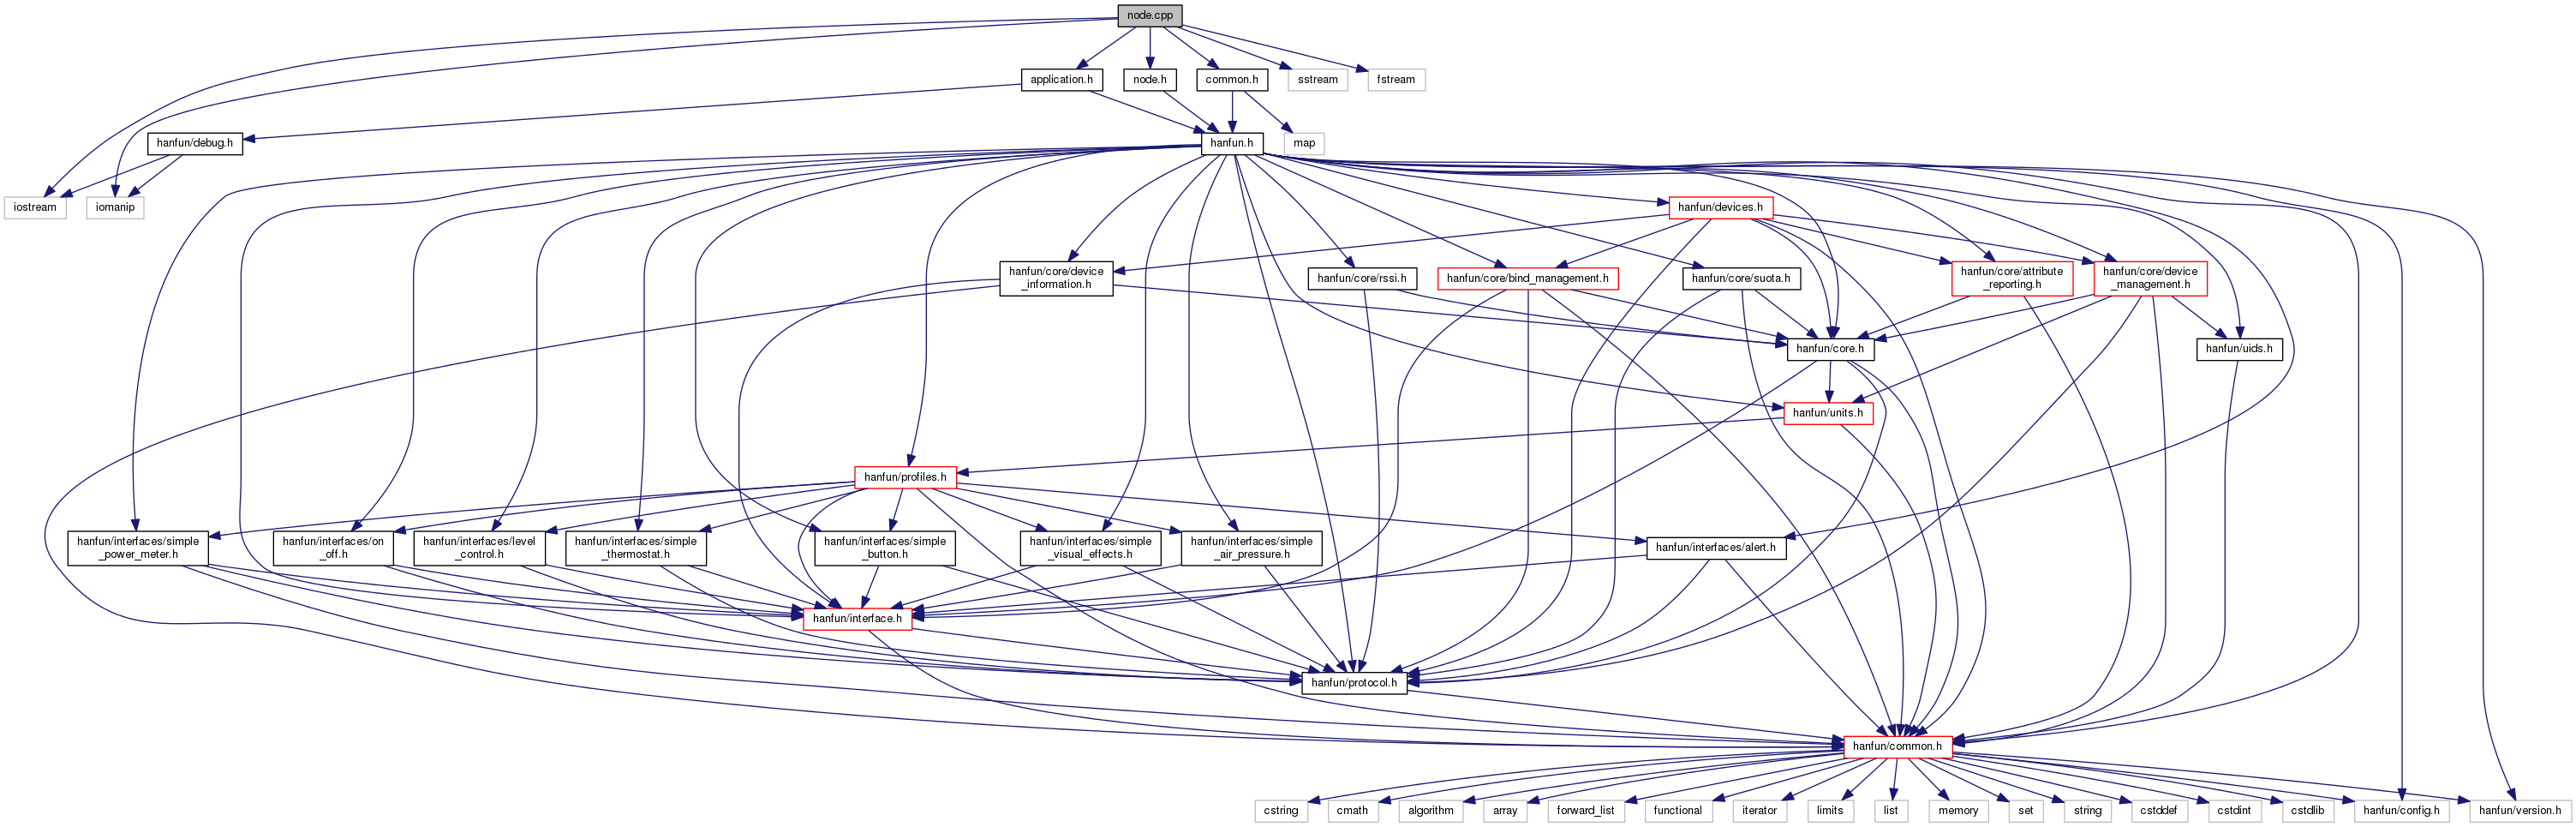 node.cpp
application.h
node.h
common.h
sstream
fstream
hanfun/debug.h
hanfun.h
map
iostream
iomanip
hanfun/devices.h
hanfun/core/device
_information.h
hanfun/core/rssi.h
hanfun/core/bind_management.h
hanfun/core/suota.h
hanfun/core/attribute
_reporting.h
hanfun/core/device
_management.h
hanfun/core.h
hanfun/uids.h
hanfun/units.h
hanfun/profiles.h
hanfun/interfaces/simple
_power_meter.h
hanfun/interfaces/on
_off.h
hanfun/interfaces/level
_control.h
hanfun/interfaces/simple
_thermostat.h
hanfun/interfaces/simple
_button.h
hanfun/interfaces/simple
_visual_effects.h
hanfun/interfaces/simple
_air_pressure.h
hanfun/interfaces/alert.h
hanfun/interface.h
hanfun/protocol.h
hanfun/common.h
cstring
cmath
algorithm
array
forward_list
functional
iterator
limits
list
memory
set
string
cstddef
cstdint
cstdlib
hanfun/config.h
hanfun/version.h